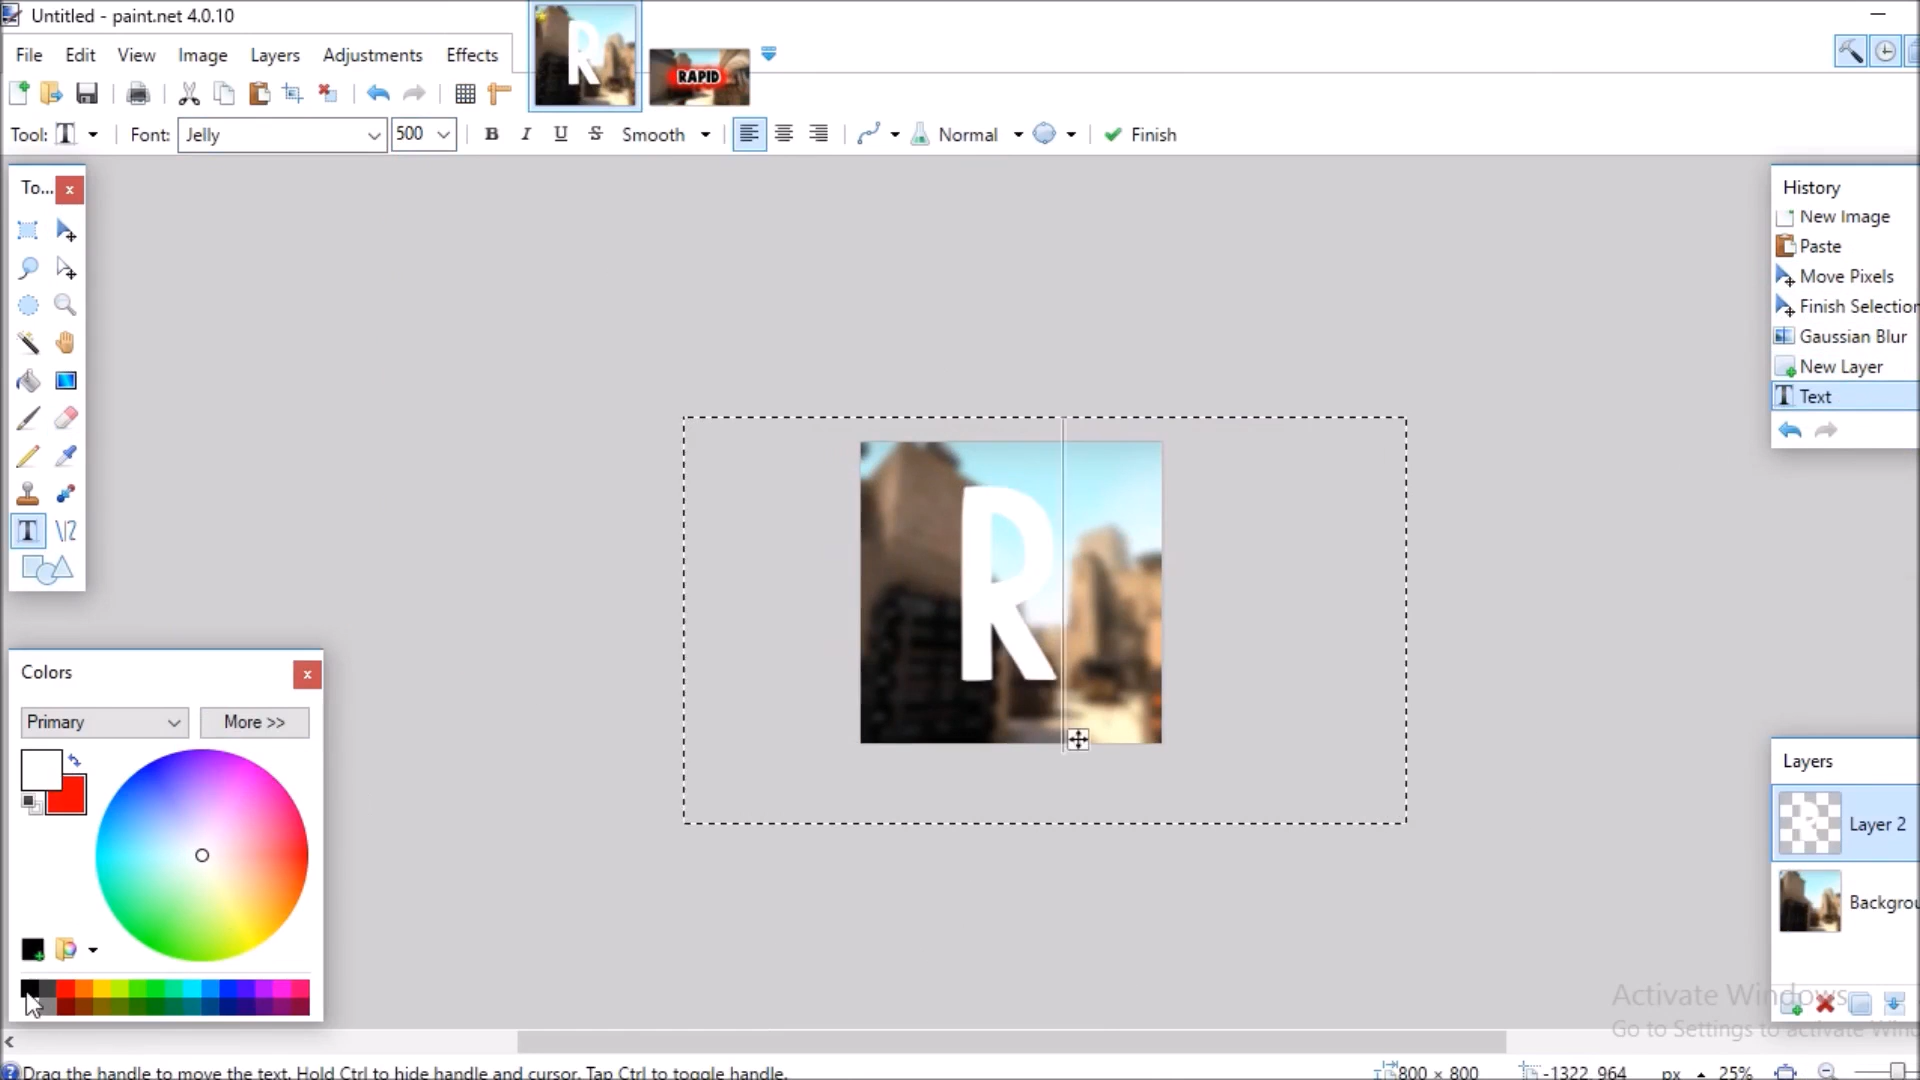 Untitled - paint.net 4.0.10
File Edit View Image Layers Adjustments Effects
R
RAPID
Tool: T Font: Jelly 500 B I U S Smooth Normal Finish
To...
History
New Image
Paste
Move Pixels
Finish Selection
Gaussian Blur
New Layer
Text
R
Colors
Primary More >>
Layers
Layer 2
Backgrou
Activate Windows
Go to Settings to activate Win
Drag the handle to move the text. Hold Ctrl to hide handle and cursor. Tap Ctrl to toggle handle.
800 × 800 -1322, 964 px 25%